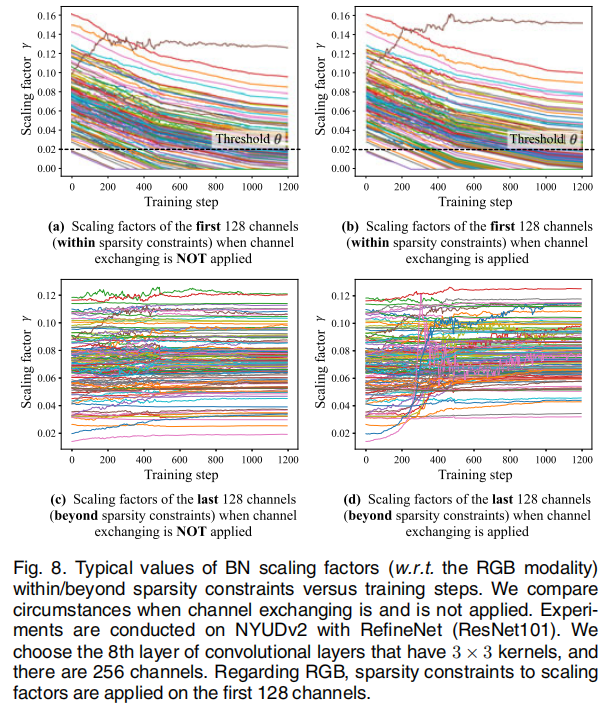 0.16
0.14
0.12
0.10
0.08
0.06
0.04
0.02
0.00
Scaling factor γ
Threshold θ
0 200 400 600 800 1000 1200
Training step
(a) Scaling factors of the first 128 channels
(within sparsity constraints) when channel
exchanging is NOT applied
0.16
0.14
0.12
0.10
0.08
0.06
0.04
0.02
0.00
Scaling factor γ
Threshold θ
0 200 400 600 800 1000 1200
Training step
(b) Scaling factors of the first 128 channels
(within sparsity constraints) when channel
exchanging is applied
0.12
0.10
0.08
0.06
0.04
0.02
Scaling factor γ
0 200 400 600 800 1000 1200
Training step
(c) Scaling factors of the last 128 channels
(beyond sparsity constraints) when channel
exchanging is NOT applied
0.12
0.10
0.08
0.06
0.04
0.02
Scaling factor γ
0 200 400 600 800 1000 1200
Training step
(d) Scaling factors of the last 128 channels
(beyond sparsity constraints) when channel
exchanging is applied
Fig. 8. Typical values of BN scaling factors (w.r.t. the RGB modality)
within/beyond sparsity constraints versus training steps. We compare
circumstances when channel exchanging is and is not applied. Experi-
ments are conducted on NYUDv2 with RefineNet (ResNet101). We
choose the 8th layer of convolutional layers that have 3 × 3 kernels, and
there are 256 channels. Regarding RGB, sparsity constraints to scaling
factors are applied on the first 128 channels.